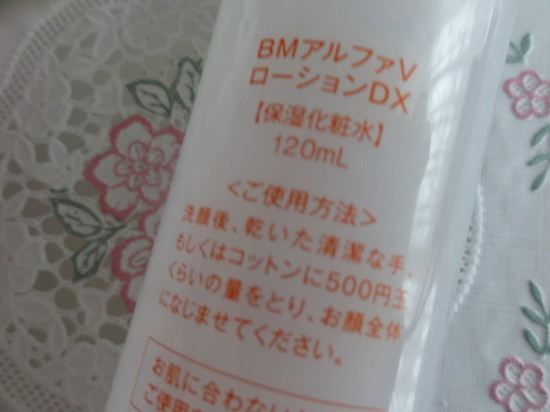 BMアルファV
ローションDX
【保湿化粧水】
120mL
＜ご使用方法＞
洗顔後、乾いた清潔な手、
もしくはコットンに500円玉
くらいの量をとり、お顔全体
になじませてください。
お肌に合わない
ご使用